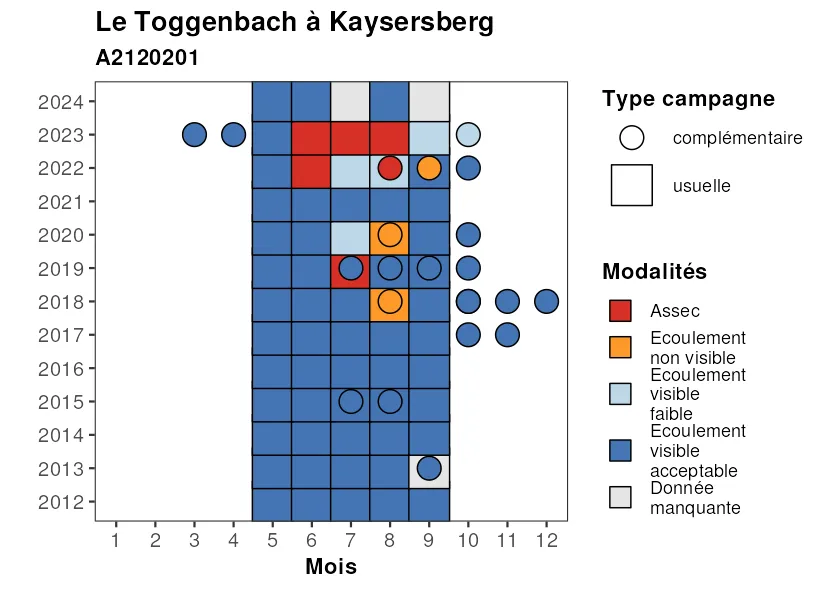 Le Toggenbach à Kaysersberg
A2120201
2024
2023
2022
2021
2020
2019
2018
2017
2016
2015
2014
2013
2012
1 2 3 4 5 6 7 8 9 10 11 12
Mois
Type campagne
complémentaire
usuelle
Modalités
Assec
Ecoulement
non visible
Ecoulement
visible
faible
Ecoulement
visible
acceptable
Donnée
manquante